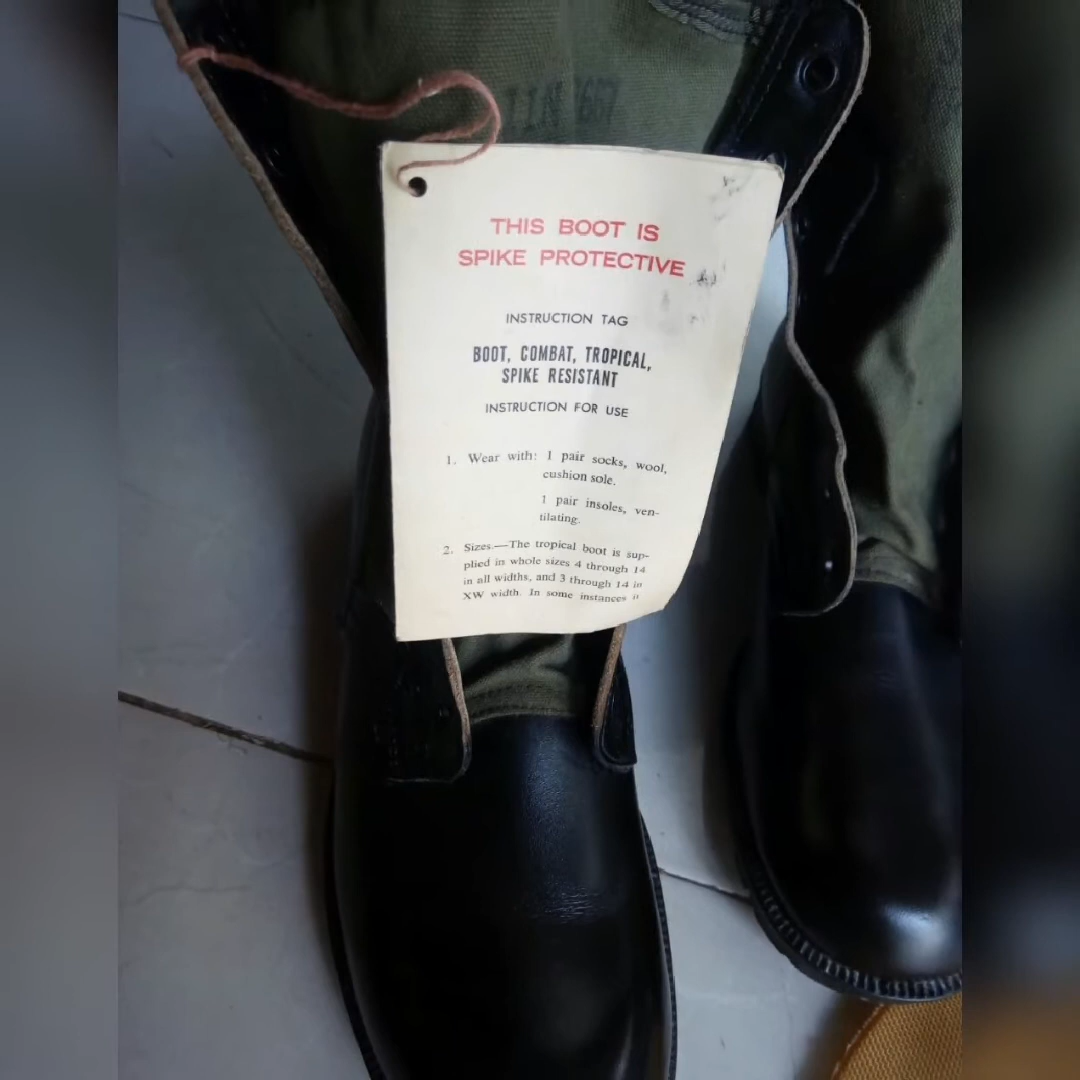 THIS BOOT IS
SPIKE PROTECTIVE
INSTRUCTION TAG
BOOT, COMBAT, TROPICAL,
SPIKE RESISTANT
INSTRUCTION FOR USE
1. Wear with: 1 pair socks, wool,
cushion sole.
1 pair insoles, ven-
tilating.
2. Sizes.—The tropical boot is sup-
plied in whole sizes 4 through 14
in all widths, and 3 through 14 in
XW width. In some instances